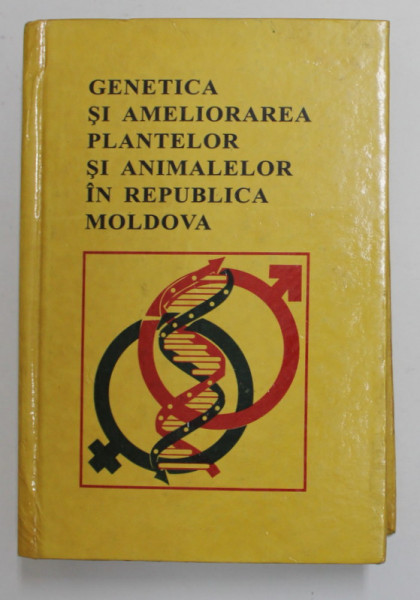 GENETICA
ŞI AMELIORAREA
PLANTELOR
ŞI ANIMALELOR
ÎN REPUBLICA
MOLDOVA